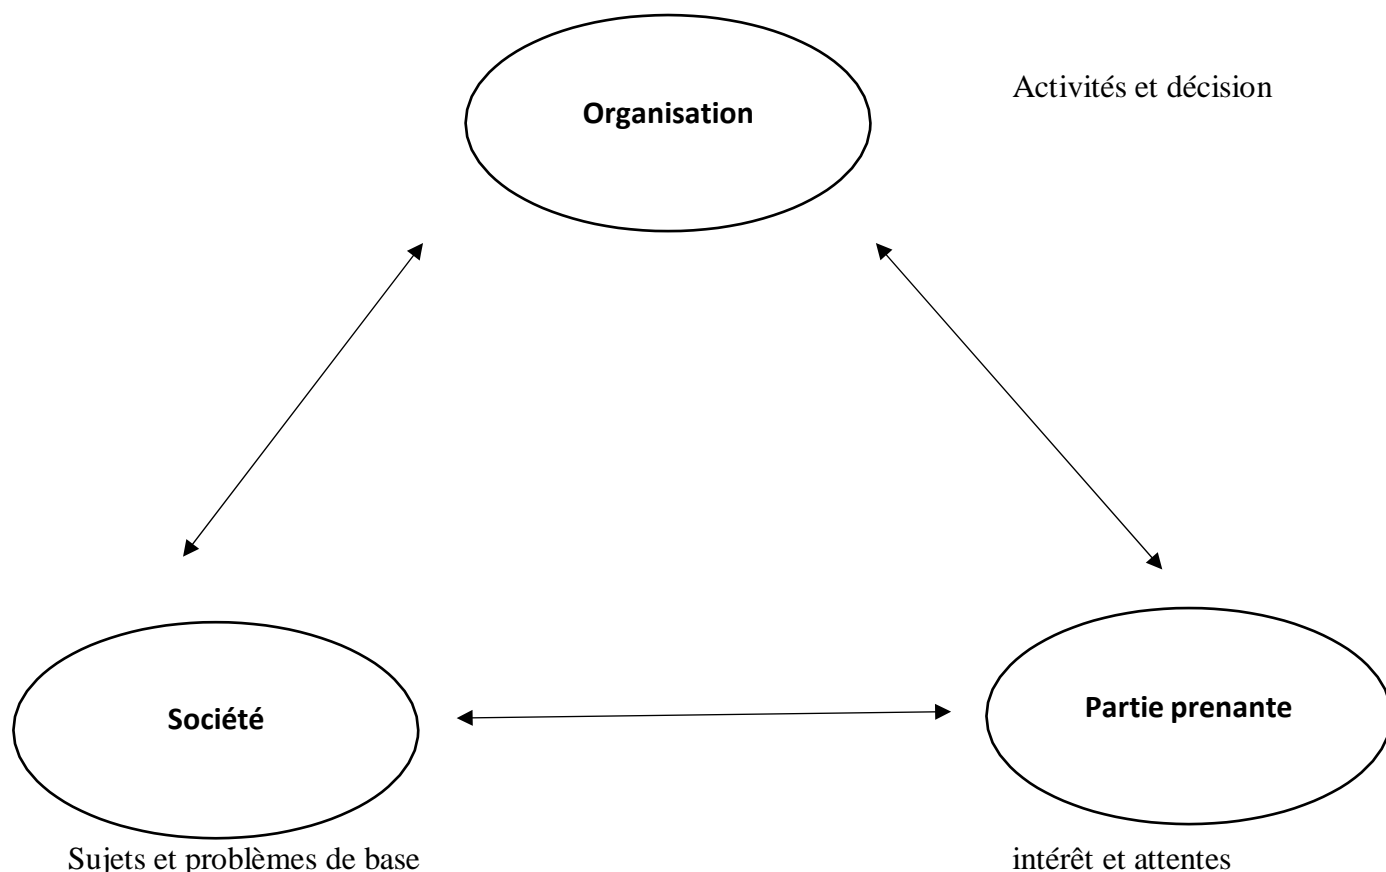 Activités et décision
Organisation
Société
Partie prenante
Sujets et problèmes de base
intérêt et attentes